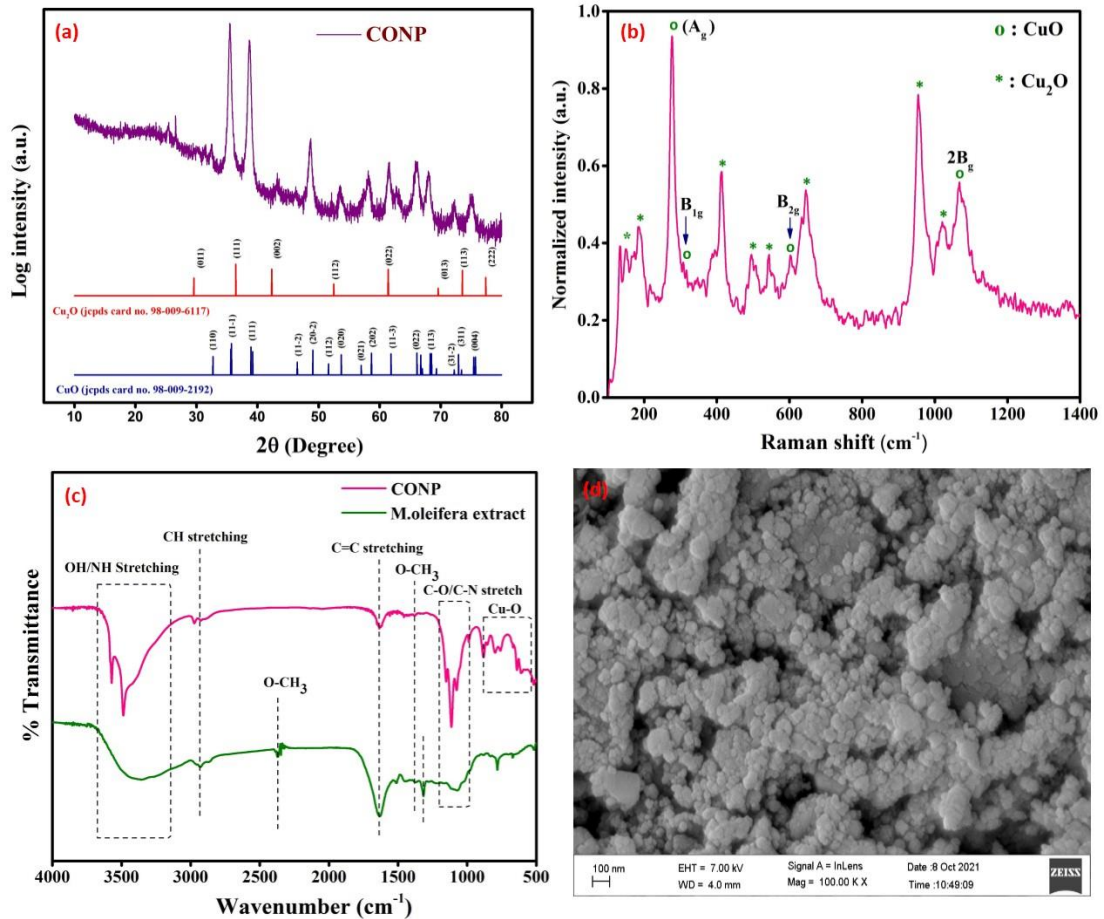 (a)
CONP
Log intensity (a.u.)
(011)
(111)
(002)
(112)
(022)
(013)
(113)
(222)
Cu2O (jcpds card no. 98-009-6117)
(110)
(11-1)
(111)
(11-2)
(20-2)
(112)
(020)
(021)
(202)
(11-3)
(022)
(113)
(31-2)
(311)
(004)
CuO (jcpds card no. 98-009-2192)
10 20 30 40 50 60 70 80
2θ (Degree)
(b)
o (Ag)
o : CuO
* : Cu2O
B1g
B2g
2Bg
Normalized intensity (a.u.)
1.0
0.8
0.6
0.4
0.2
0.0
200 400 600 800 1000 1200 1400
Raman shift (cm-1)
(c)
CONP
M.oleifera extract
CH stretching
C=C stretching
OH/NH Stretching
O-CH3
C-O/C-N stretch
Cu-O
O-CH3
% Transmittance
4000 3500 3000 2500 2000 1500 1000 500
Wavenumber (cm-1)
(d)
100 nm
EHT = 7.00 kV
WD = 4.0 mm
Signal A = InLens
Mag = 100.00 K X
Date :8 Oct 2021
Time :10:49:09
ZEISS